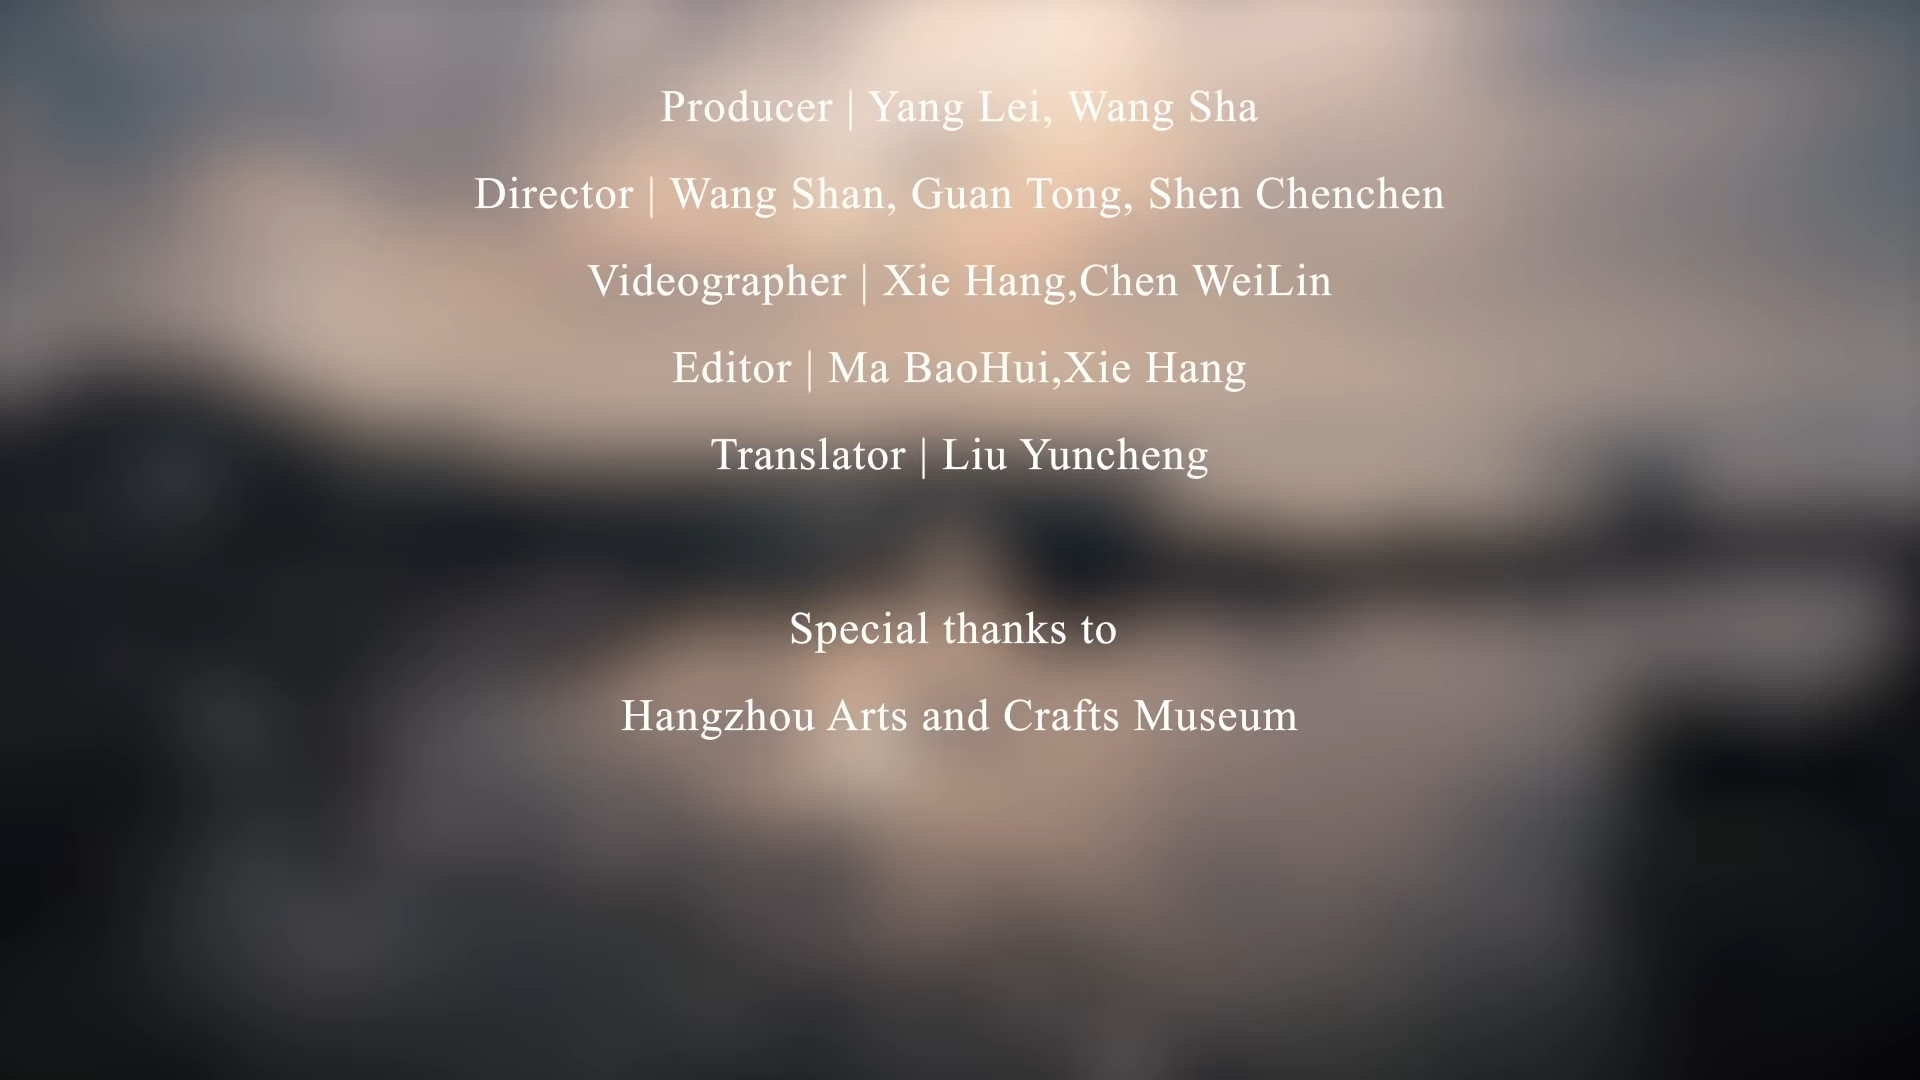 Producer | Yang Lei, Wang Sha
Director | Wang Shan, Guan Tong, Shen Chenchen
Videographer | Xie Hang,Chen WeiLin
Editor | Ma BaoHui,Xie Hang
Translator | Liu Yuncheng
Special thanks to
Hangzhou Arts and Crafts Museum